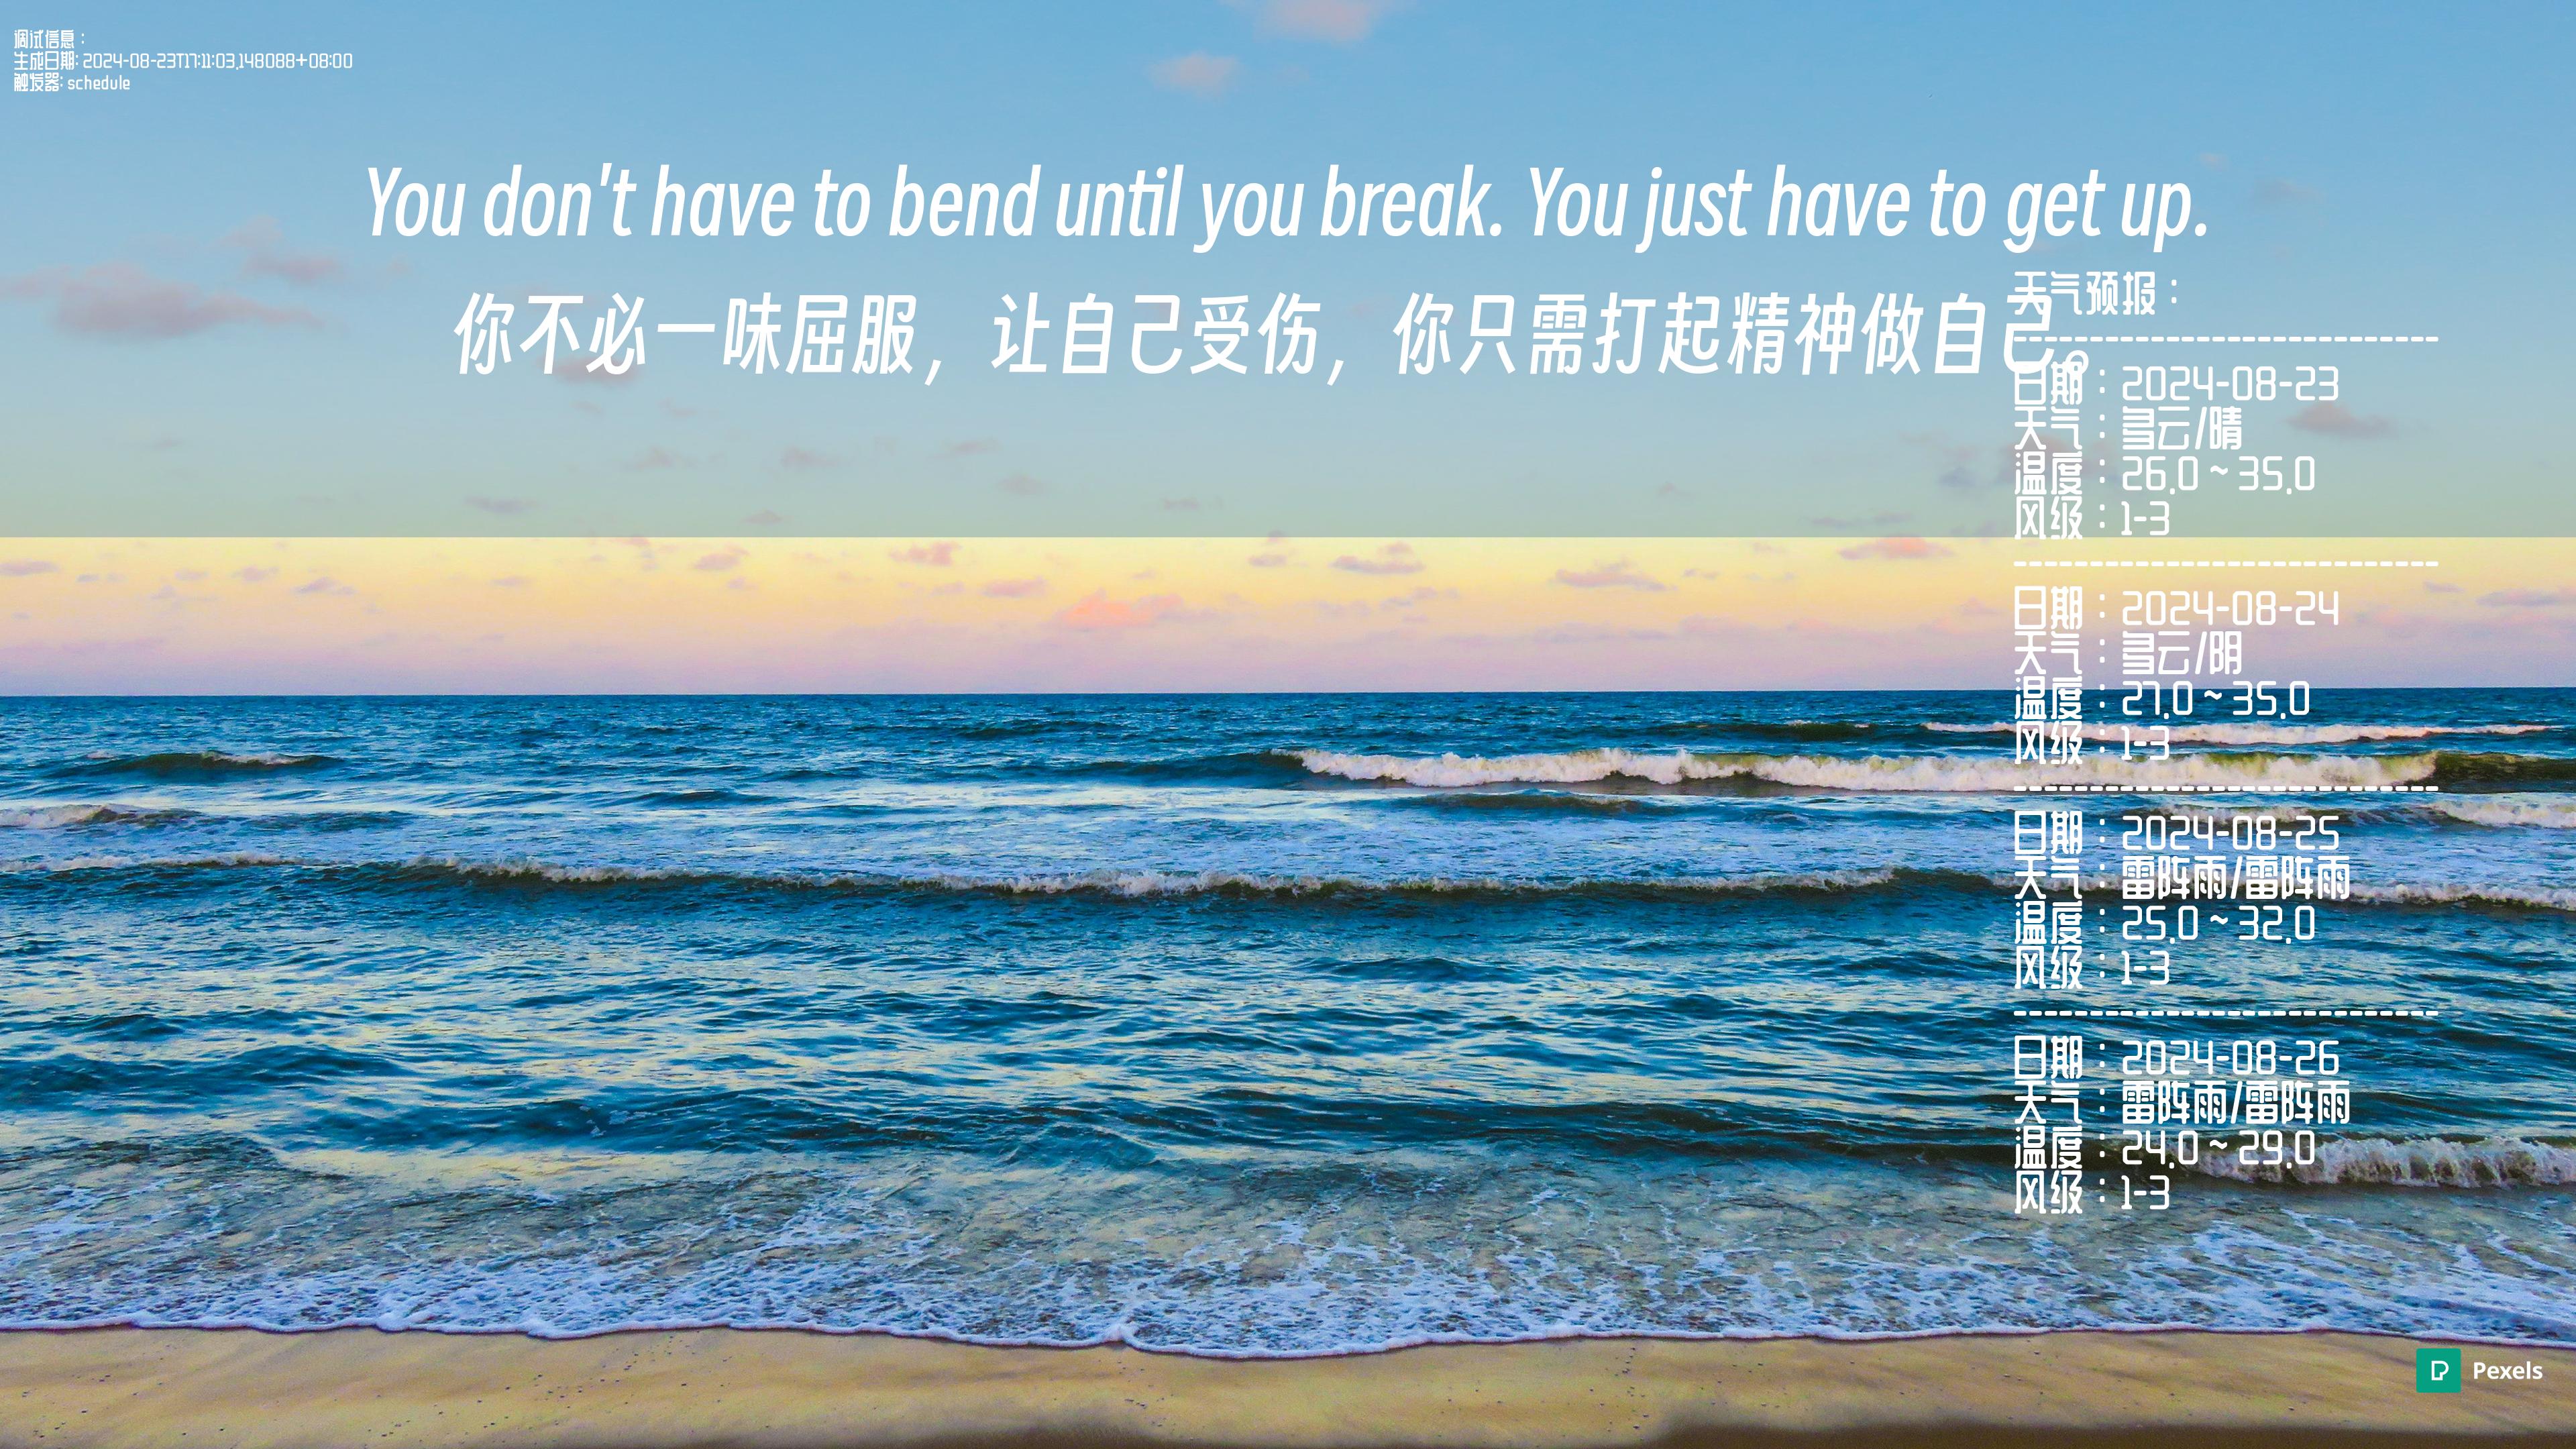 调试信息：
生成日期: 2024-08-23T17:11:03.148088+08:00
触发器: schedule
You don't have to bend until you break. You just have to get up.
你不必一味屈服，让自己受伤，你只需打起精神做自己。
天气预报：
------------------------------
日期：2024-08-23
天气：多云/晴
温度：26.0 ~ 35.0
风级：1-3
------------------------------
日期：2024-08-24
天气：多云/阴
温度：27.0 ~ 35.0
风级：1-3
------------------------------
日期：2024-08-25
天气：雷阵雨/雷阵雨
温度：25.0 ~ 32.0
风级：1-3
------------------------------
日期：2024-08-26
天气：雷阵雨/雷阵雨
温度：24.0 ~ 29.0
风级：1-3
Pexels